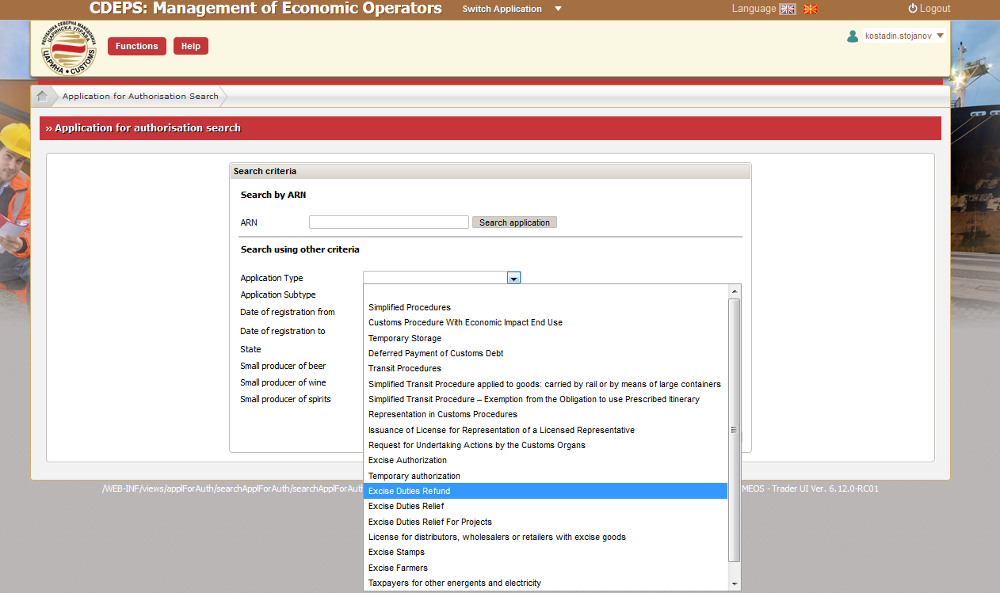 CDEPS: Management of Economic Operators
Switch Application
Language
Logout
РЕПУБЛИКА СЕВЕРНА МАКЕДОНИЈА
ЦАРИНСКА УПРАВА
ЦАРИНА • CUSTOMS
Functions
Help
kostadin.stojanov
Application for Authorisation Search
» Application for authorisation search
Search criteria
Search by ARN
ARN
Search application
Search using other criteria
Application Type
Application Subtype
Date of registration from
Date of registration to
State
Small producer of beer
Small producer of wine
Small producer of spirits
Simplified Procedures
Customs Procedure With Economic Impact End Use
Temporary Storage
Deferred Payment of Customs Debt
Transit Procedures
Simplified Transit Procedure applied to goods: carried by rail or by means of large containers
Simplified Transit Procedure – Exemption from the Obligation to use Prescribed Itinerary
Representation in Customs Procedures
Issuance of License for Representation of a Licensed Representative
Request for Undertaking Actions by the Customs Organs
Excise Authorization
Temporary authorization
Excise Duties Refund
Excise Duties Relief
Excise Duties Relief For Projects
License for distributors, wholesalers or retailers with excise goods
Excise Stamps
Excise Farmers
Taxpayers for other energents and electricity
/WEB-INF/views/applForAuth/searchApplForAuth/searchApplForAuth
MEOS - Trader UI Ver. 6.12.0-RC01